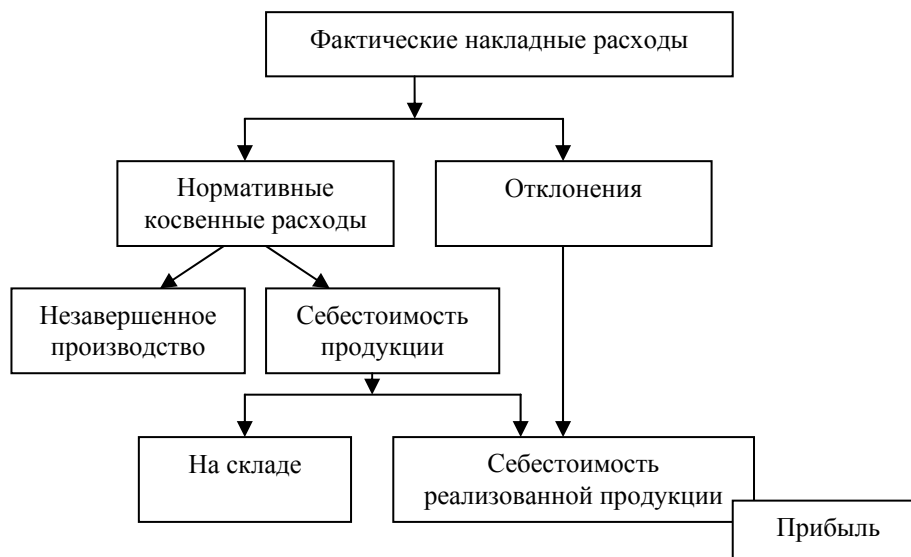 Фактические накладные расходы
Нормативные
косвенные расходы
Отклонения
Незавершенное
производство
Себестоимость
продукции
На складе
Себестоимость
реализованной продукции
Прибыль